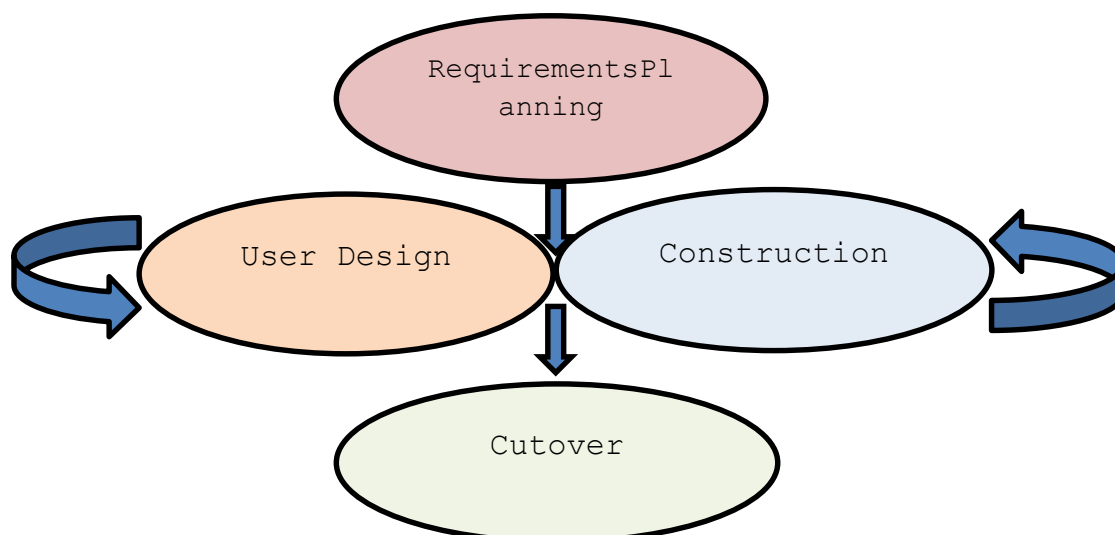 RequirementsPl
anning
User Design
Construction
Cutover